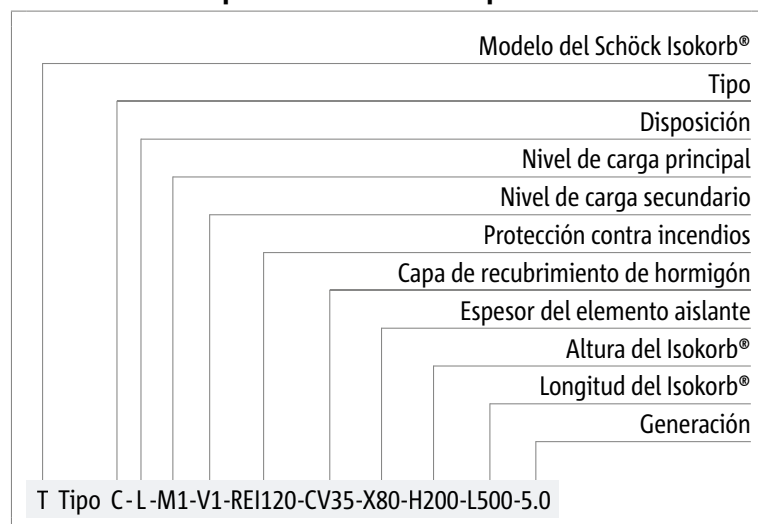 Modelo del Schöck Isokorb®
Tipo
Disposición
Nivel de carga principal
Nivel de carga secundario
Protección contra incendios
Capa de recubrimiento de hormigón
Espesor del elemento aislante
Altura del Isokorb®
Longitud del Isokorb®
Generación
T Tipo C-L-M1-V1-REI120-CV35-X80-H200-L500-5.0